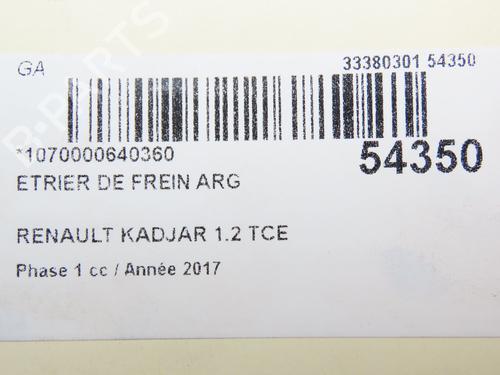 GA 33380301 54350
*1070000640360 54350
ETRIER DE FREIN ARG
RENAULT KADJAR 1.2 TCE
Phase 1 cc / Année 2017
B-PARTS